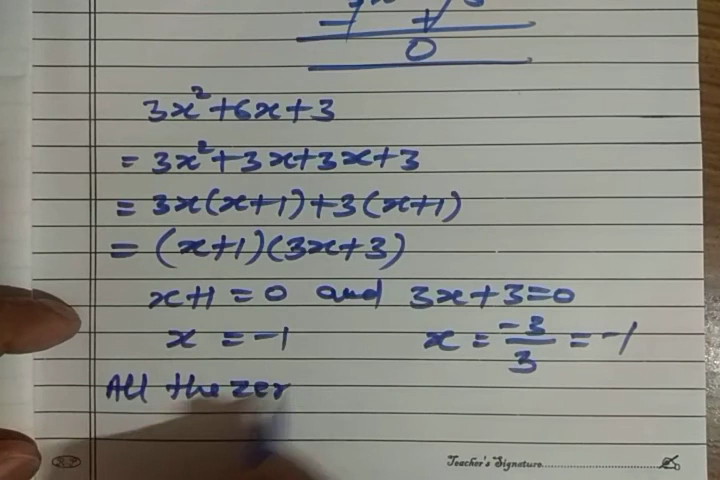 0
3x²+6x+3
= 3x²+3x+3x+3
= 3x(x+1)+3(x+1)
= (x+1)(3x+3)
x+1 = 0 and 3x+3=0
x = -1 x = -3/3 = -1
All the zer
Teacher's Signature